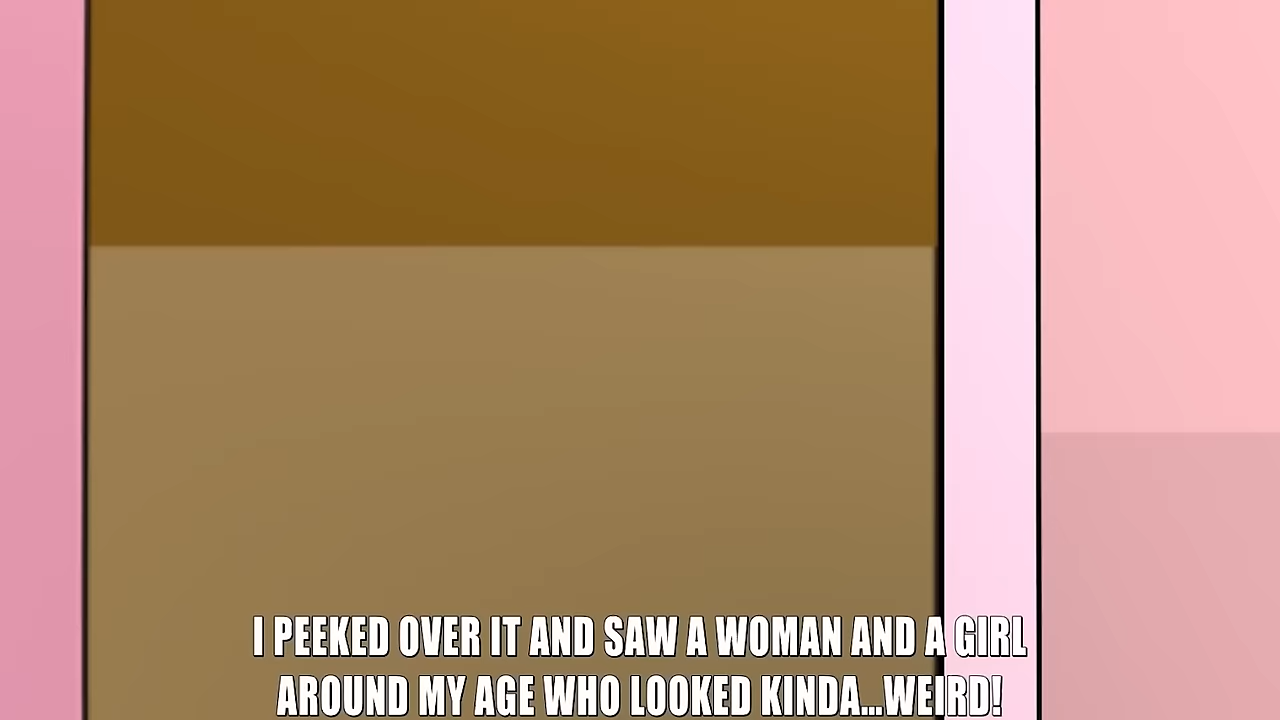 I PEEKED OVER IT AND SAW A WOMAN AND A GIRL
AROUND MY AGE WHO LOOKED KINDA...WEIRD!